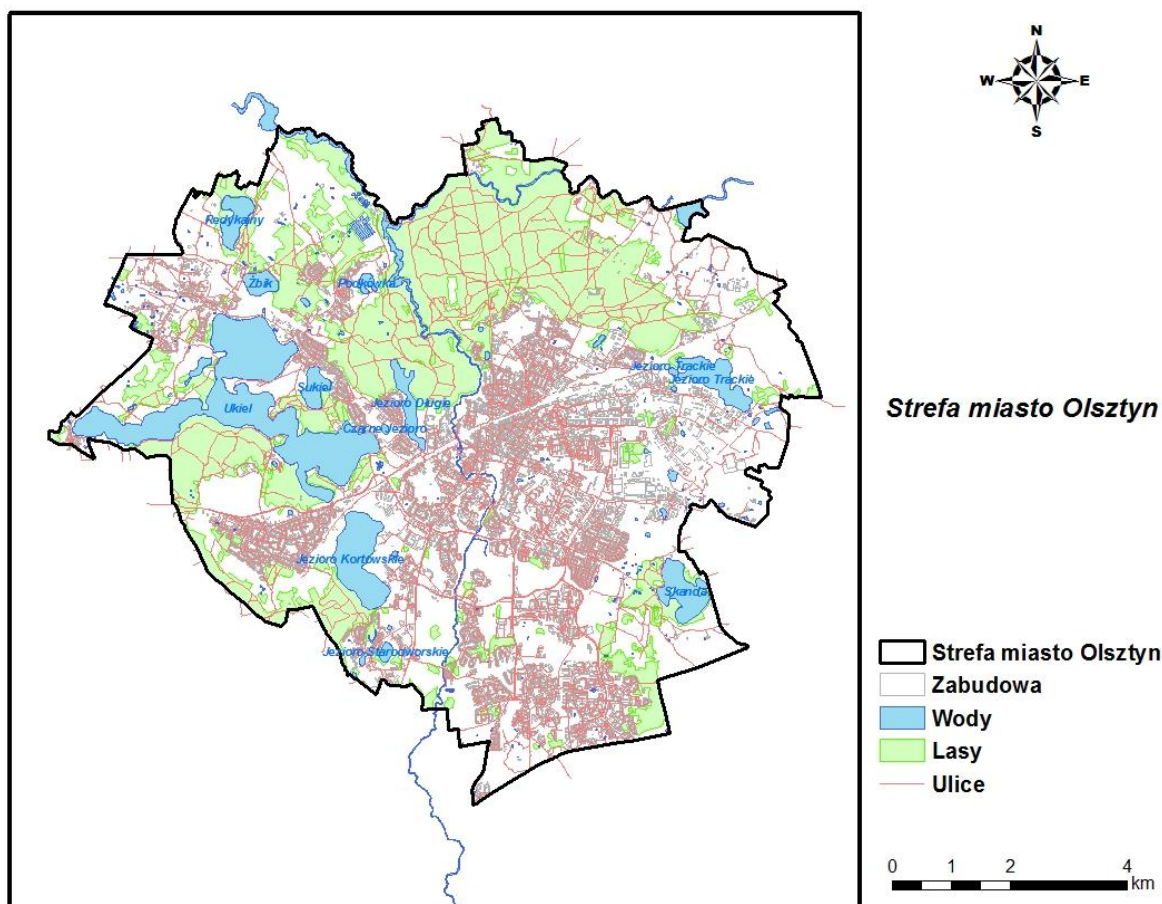 N
W E
S
Redykajny
Żbik
Podkówka
Jezioro Trackie
Jezioro Trackie
Sukiel
Ukiel
Jezioro Długie
Czarne Jezioro
Strefa miasto Olsztyn
Jezioro Kortowskie
Skanda
Jezioro Starodworskie
Strefa miasto Olsztyn
Zabudowa
Wody
Lasy
Ulice
0 1 2 4
km